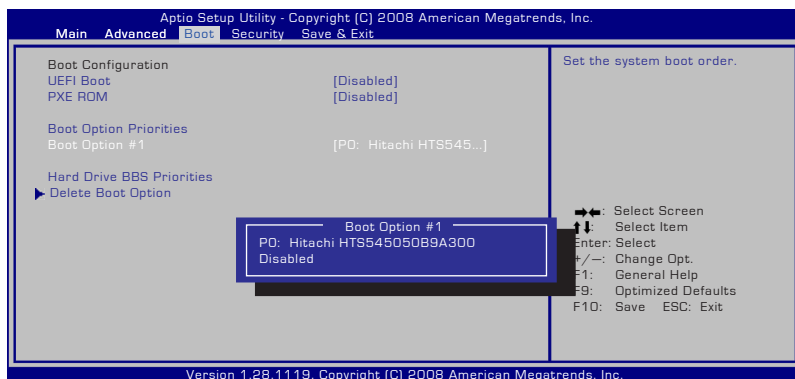 Aptio Setup Utility - Copyright (C) 2008 American Megatrends, Inc.
Main Advanced Boot Security Save & Exit
Boot Configuration
UEFI Boot [Disabled]
PXE ROM [Disabled]
Boot Option Priorities
Boot Option #1 [P0: Hitachi HTS545...]
Hard Drive BBS Priorities
Delete Boot Option
Boot Option #1
P0: Hitachi HTS545050B9A300
Disabled
Set the system boot order.
: Select Screen
: Select Item
Enter: Select
+/—: Change Opt.
F1: General Help
F9: Optimized Defaults
F10: Save ESC: Exit
Version 1.28.1119. Copyright (C) 2008 American Megatrends, Inc.